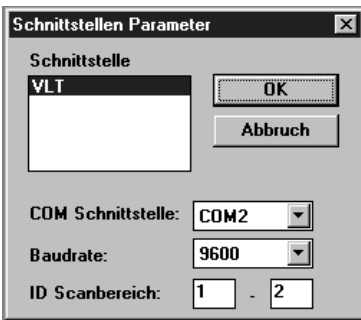 Schnittstellen Parameter
Schnittstelle
VLT
OK
Abbruch
COM Schnittstelle: COM2
Baudrate: 9600
ID Scanbereich: 1 - 2